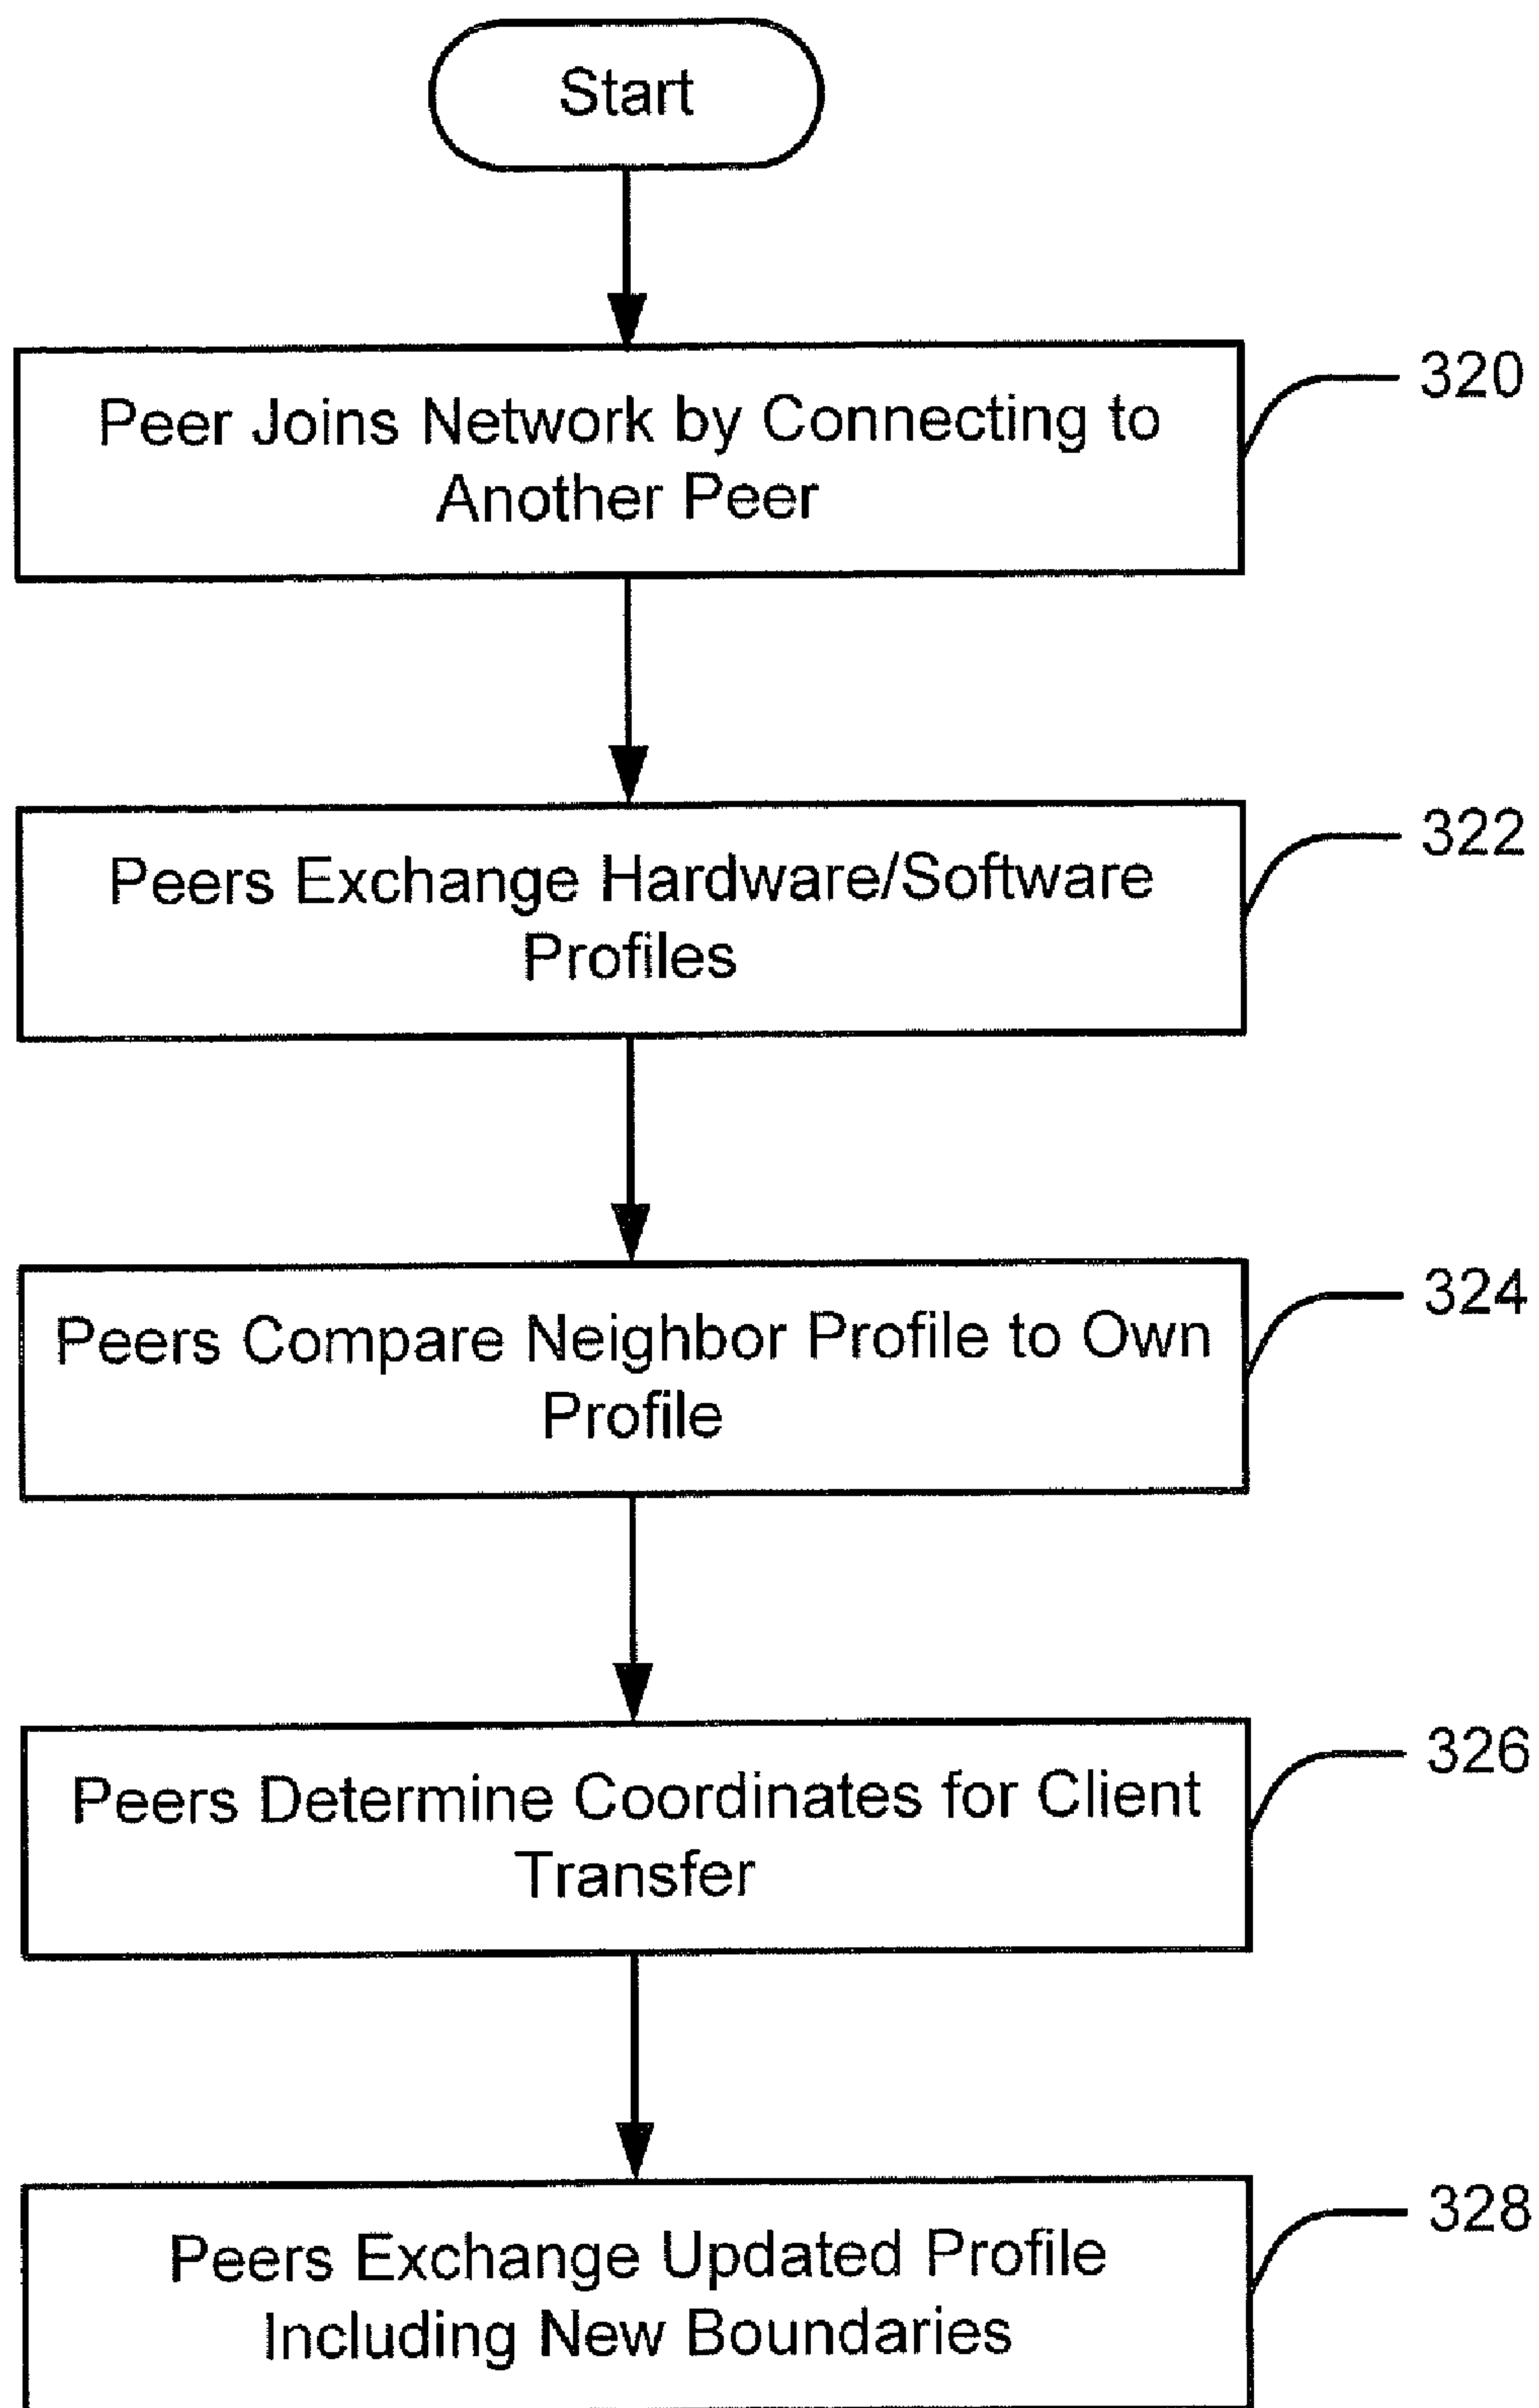 Start
Peer Joins Network by Connecting to
Another Peer
320
Peers Exchange Hardware/Software
Profiles
322
Peers Compare Neighbor Profile to Own
Profile
324
Peers Determine Coordinates for Client
Transfer
326
Peers Exchange Updated Profile
Including New Boundaries
328